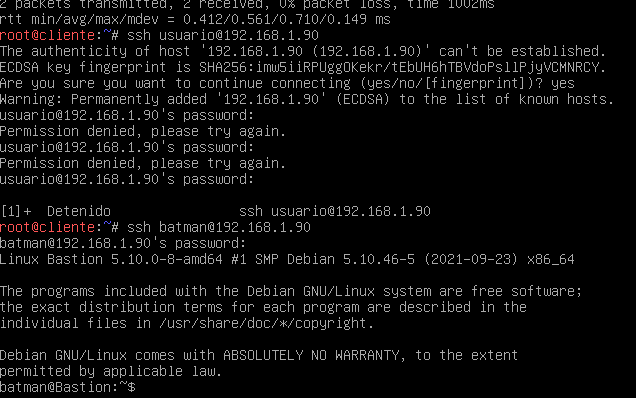 2 packets transmitted, 2 received, 0% packet loss, time 1002ms
rtt min/avg/max/mdev = 0.412/0.561/0.710/0.149 ms
root@cliente:~# ssh usuario@192.168.1.90
The authenticity of host '192.168.1.90 (192.168.1.90)' can't be established.
ECDSA key fingerprint is SHA256:imw5iiRPUggOKekr/tEbUH6hTBVdoPsllPjyVCMNRCY.
Are you sure you want to continue connecting (yes/no/[fingerprint])? yes
Warning: Permanently added '192.168.1.90' (ECDSA) to the list of known hosts.
usuario@192.168.1.90's password:
Permission denied, please try again.
usuario@192.168.1.90's password:
Permission denied, please try again.
usuario@192.168.1.90's password:
[1]+  Detenido                ssh usuario@192.168.1.90
root@cliente:~# ssh batman@192.168.1.90
batman@192.168.1.90's password:
Linux Bastion 5.10.0-8-amd64 #1 SMP Debian 5.10.46-5 (2021-09-23) x86_64
The programs included with the Debian GNU/Linux system are free software;
the exact distribution terms for each program are described in the
individual files in /usr/share/doc/*/copyright.
Debian GNU/Linux comes with ABSOLUTELY NO WARRANTY, to the extent
permitted by applicable law.
batman@Bastion:~$